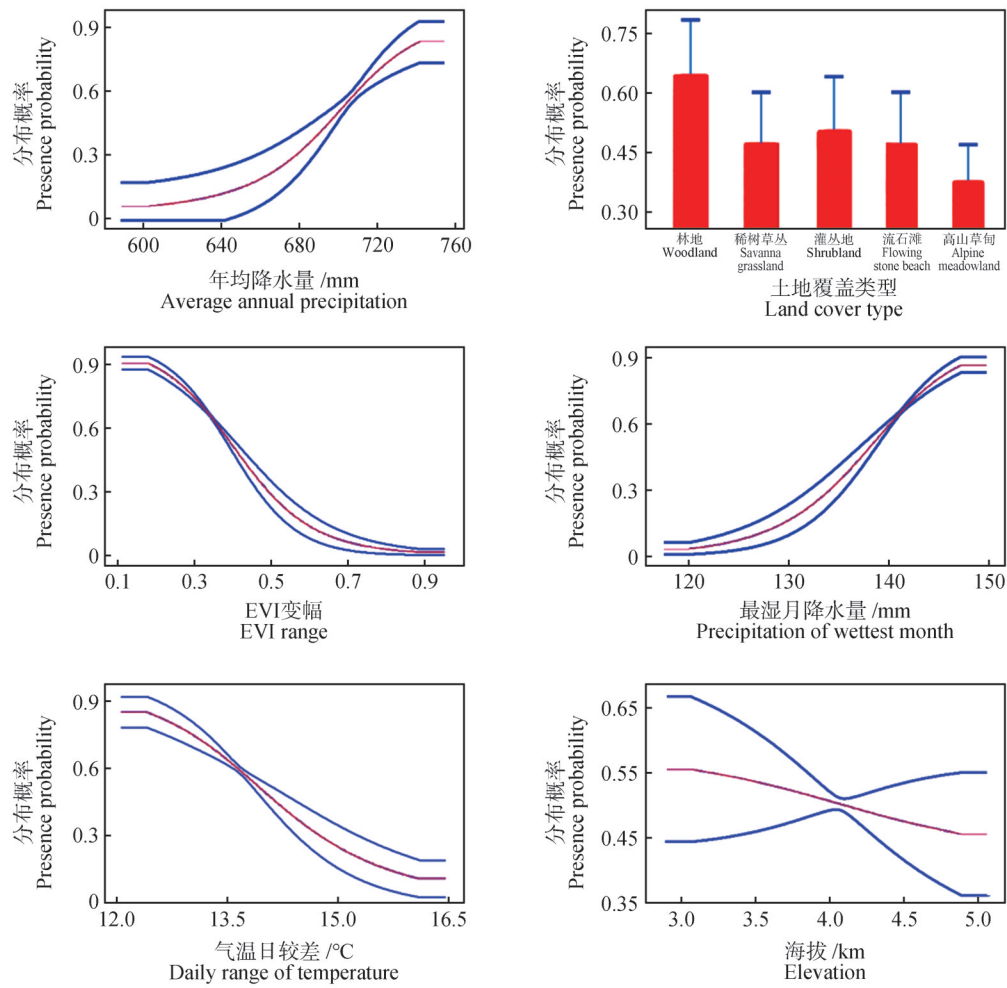 分布概率
Presence probability
0.9
0.6
0.3
0
600
640
680
720
760
年均降水量 /mm
Average annual precipitation
分布概率
Presence probability
0.75
0.60
0.45
0.30
林地
Woodland
稀树草丛
Savanna
grassland
灌丛地
Shrubland
流石滩
Flowing
stone beach
高山草甸
Alpine
meadowland
土地覆盖类型
Land cover type
分布概率
Presence probability
0.9
0.6
0.3
0
0.1
0.3
0.5
0.7
0.9
EVI变幅
EVI range
分布概率
Presence probability
0.9
0.6
0.3
0
120
130
140
150
最湿月降水量 /mm
Precipitation of wettest month
分布概率
Presence probability
0.9
0.6
0.3
0
12.0
13.5
15.0
16.5
气温日较差 /°C
Daily range of temperature
分布概率
Presence probability
0.65
0.55
0.45
0.35
3.0
3.5
4.0
4.5
5.0
海拔 /km
Elevation